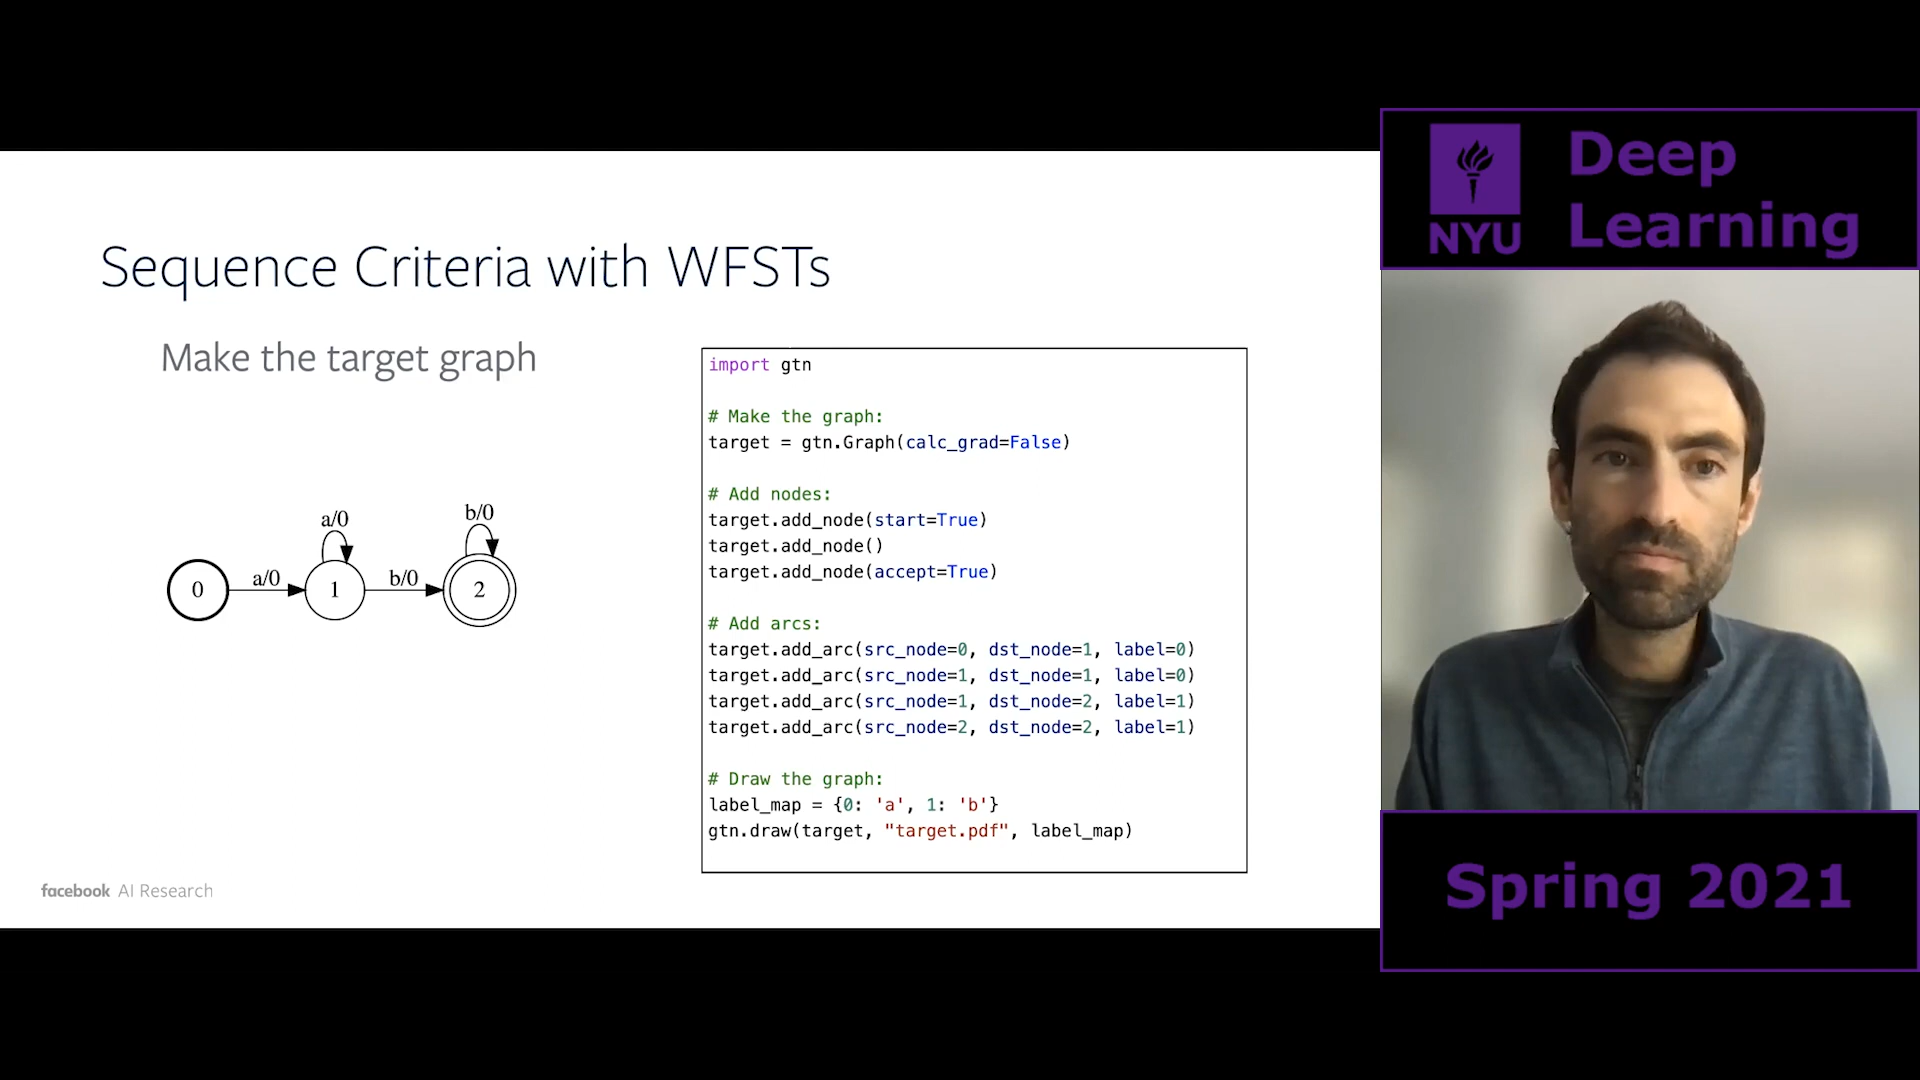 Sequence Criteria with WFSTs
Make the target graph
a/0
b/0
0
a/0
1
b/0
2
import gtn
# Make the graph:
target = gtn.Graph(calc_grad=False)
# Add nodes:
target.add_node(start=True)
target.add_node()
target.add_node(accept=True)
# Add arcs:
target.add_arc(src_node=0, dst_node=1, label=0)
target.add_arc(src_node=1, dst_node=1, label=0)
target.add_arc(src_node=1, dst_node=2, label=1)
target.add_arc(src_node=2, dst_node=2, label=1)
# Draw the graph:
label_map = {0: 'a', 1: 'b'}
gtn.draw(target, "target.pdf", label_map)
facebook AI Research
NYU
Deep
Learning
Spring 2021